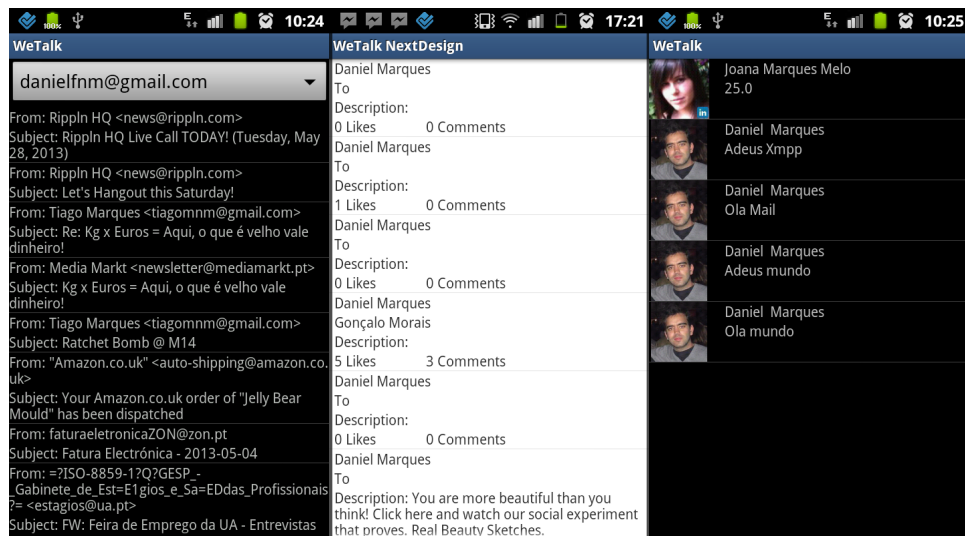 100%
10:24
WeTalk
danielfnm@gmail.com
From: Rippln HQ <news@rippln.com>
Subject: Rippln HQ Live Call TODAY! (Tuesday, May
28, 2013)
From: Rippln HQ <news@rippln.com>
Subject: Let's Hangout this Saturday!
From: Tiago Marques <tiagomnm@gmail.com>
Subject: Re: Kg x Euros = Aqui, o que é velho vale
dinheiro!
From: Media Markt <newsletter@mediamarkt.pt>
Subject: Kg x Euros = Aqui, o que é velho vale
dinheiro!
From: Tiago Marques <tiagomnm@gmail.com>
Subject: Ratchet Bomb @ M14
From: "Amazon.co.uk" <auto-shipping@amazon.co.
uk>
Subject: Your Amazon.co.uk order of "Jelly Bear
Mould" has been dispatched
From: faturaeletronicaZON@zon.pt
Subject: Fatura Electrónica - 2013-05-04
From: =?ISO-8859-1?Q?GESP_-
_Gabinete_de_Est=E1gios_e_Sa=EDdas_Profissionais
?= <estagios@ua.pt>
Subject: FW: Feira de Emprego da UA - Entrevistas
17:21
WeTalk NextDesign
Daniel Marques
To
Description:
0 Likes 0 Comments
Daniel Marques
To
Description:
1 Likes 0 Comments
Daniel Marques
To
Description:
0 Likes 0 Comments
Daniel Marques
Gonçalo Morais
Description:
5 Likes 3 Comments
Daniel Marques
To
Description:
0 Likes 0 Comments
Daniel Marques
To
Description: You are more beautiful than you
think! Click here and watch our social experiment
that proves. Real Beauty Sketches.
100%
10:25
WeTalk
in
Joana Marques Melo
25.0
Daniel Marques
Adeus Xmpp
Daniel Marques
Ola Mail
Daniel Marques
Adeus mundo
Daniel Marques
Ola mundo